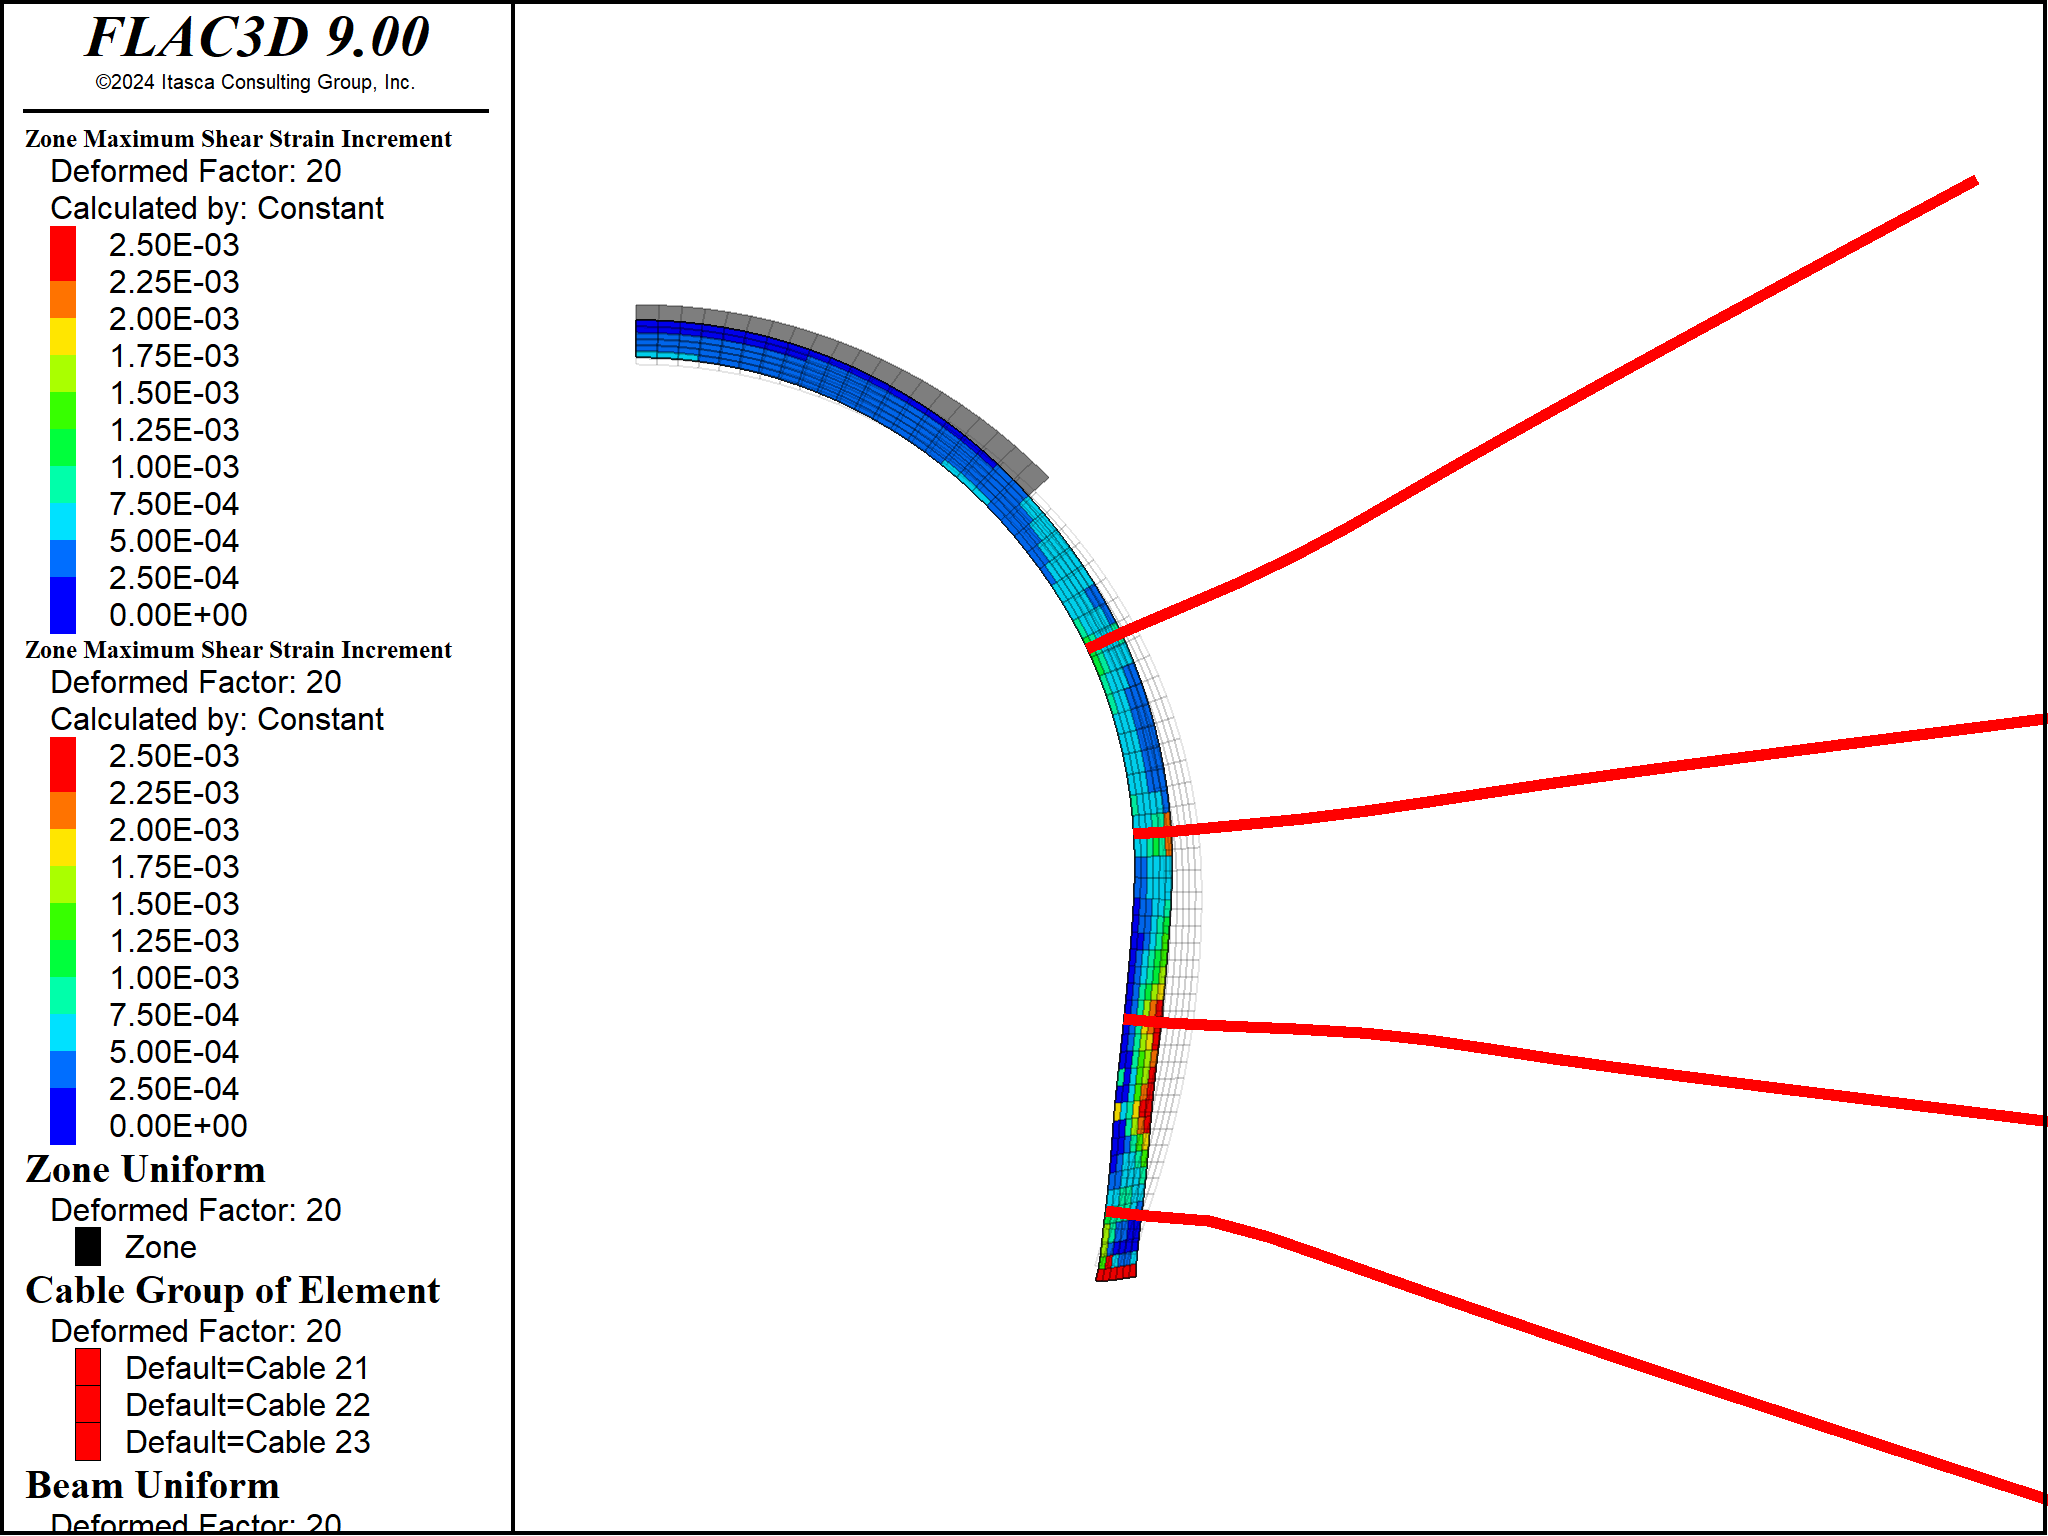 FLAC3D 9.00
©2024 Itasca Consulting Group, Inc.
Zone Maximum Shear Strain Increment
Deformed Factor: 20
Calculated by: Constant
2.50E-03
2.25E-03
2.00E-03
1.75E-03
1.50E-03
1.25E-03
1.00E-03
7.50E-04
5.00E-04
2.50E-04
0.00E+00
Zone Maximum Shear Strain Increment
Deformed Factor: 20
Calculated by: Constant
2.50E-03
2.25E-03
2.00E-03
1.75E-03
1.50E-03
1.25E-03
1.00E-03
7.50E-04
5.00E-04
2.50E-04
0.00E+00
Zone Uniform
Deformed Factor: 20
Zone
Cable Group of Element
Deformed Factor: 20
Default=Cable 21
Default=Cable 22
Default=Cable 23
Beam Uniform
Deformed Factor: 20